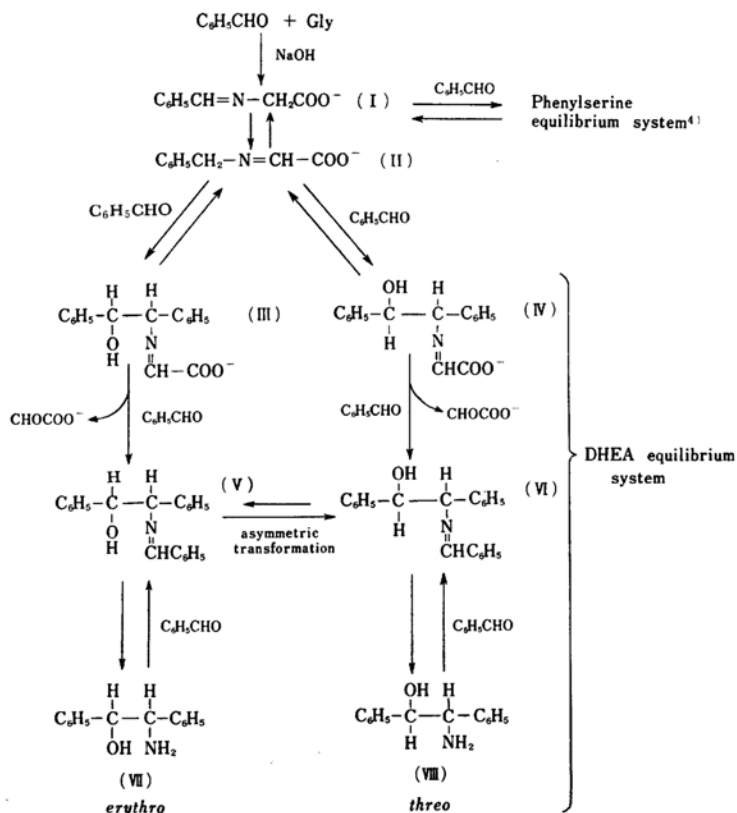 C₆H₅CHO + Gly
NaOH
C₆H₅CH=N—CH₂COO⁻ (I)
C₆H₅CHO
Phenylserine
equilibrium system⁴⁾
C₆H₅CH₂—N=CH—COO⁻ (II)
C₆H₅CHO
C₆H₅CHO
H H
C₆H₅—C—C—C₆H₅ (III)
O N
H CH—COO⁻
OH H
C₆H₅—C—C—C₆H₅ (IV)
H N
CHCOO⁻
CHOCOO⁻ C₆H₅CHO
C₆H₅CHO CHOCOO⁻
DHEA equilibrium
system
H H
C₆H₅—C—C—C₆H₅ (V)
O N
H CHC₆H₅
asymmetric
transformation
OH H
C₆H₅—C—C—C₆H₅ (VI)
H N
CHC₆H₅
C₆H₅CHO
C₆H₅CHO
H H
C₆H₅—C—C—C₆H₅
OH NH₂
(VII)
erythro
OH H
C₆H₅—C—C—C₆H₅
H NH₂
(VIII)
threo